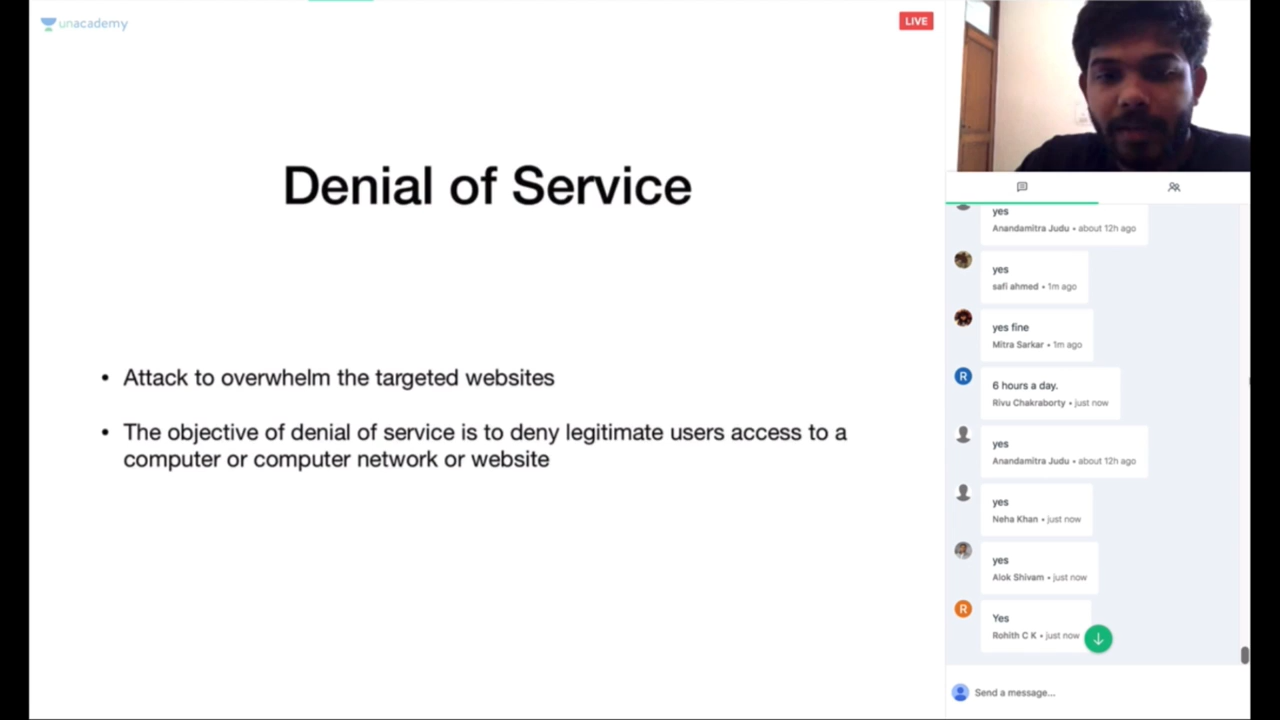 unacademy
LIVE
Denial of Service
• Attack to overwhelm the targeted websites
• The objective of denial of service is to deny legitimate users access to a
computer or computer network or website
yes
Anandamitra Judu • about 12h ago
yes
safi ahmed • 1m ago
yes fine
Mitra Sarkar • 1m ago
R
6 hours a day.
Rivu Chakraborty • just now
yes
Anandamitra Judu • about 12h ago
yes
Neha Khan • just now
yes
Alok Shivam • just now
R
Yes
Rohith C K • just now
Send a message...